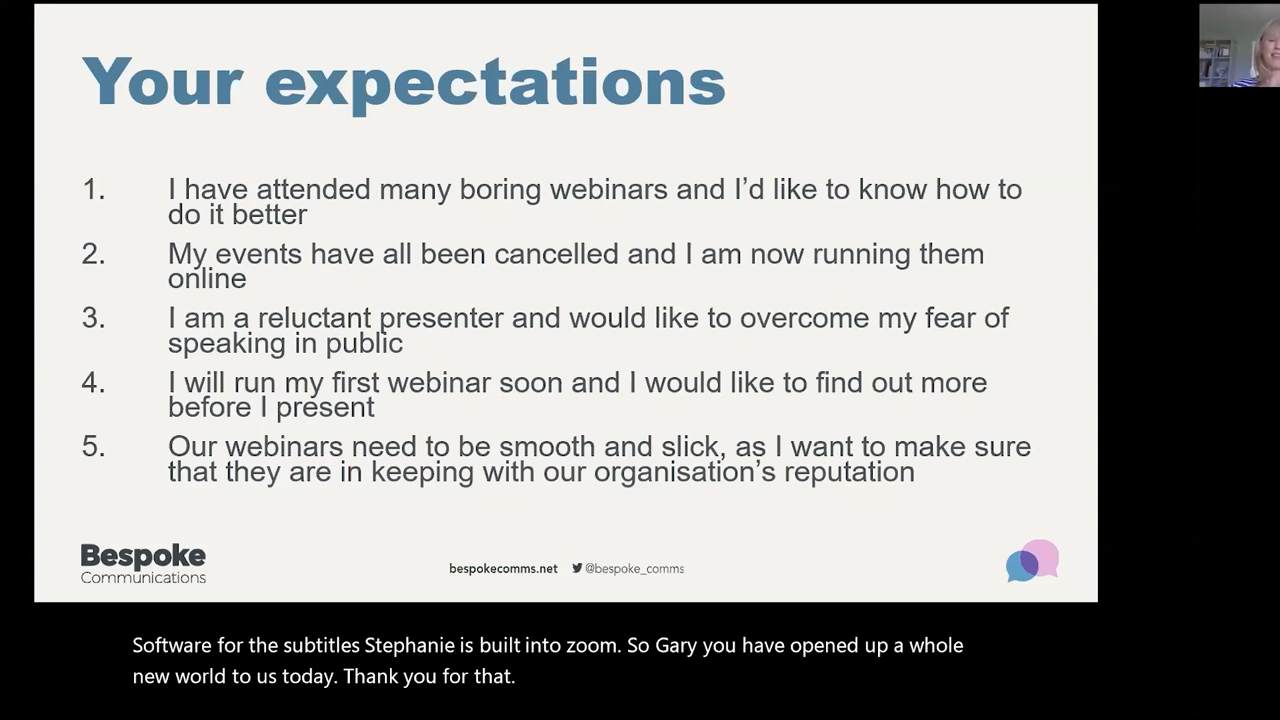 Your expectations
1. I have attended many boring webinars and I’d like to know how to
do it better
2. My events have all been cancelled and I am now running them
online
3. I am a reluctant presenter and would like to overcome my fear of
speaking in public
4. I will run my first webinar soon and I would like to find out more
before I present
5. Our webinars need to be smooth and slick, as I want to make sure
that they are in keeping with our organisation’s reputation
Bespoke
Communications
bespokecomms.net @bespoke_comms
Software for the subtitles Stephanie is built into zoom. So Gary you have opened up a whole
new world to us today. Thank you for that.